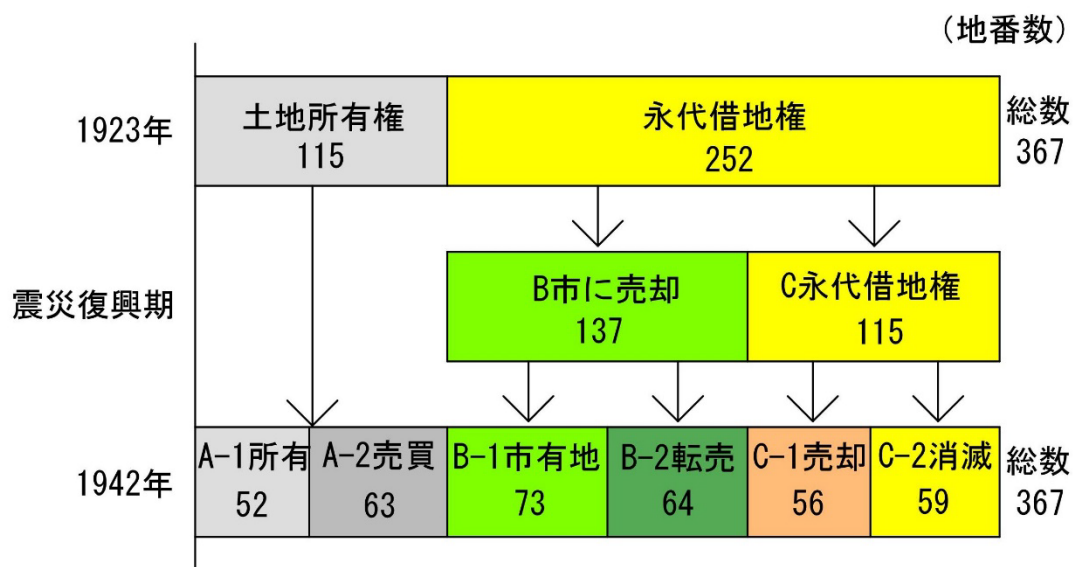 (地番数)
1923年
土地所有権
115
永代借地権
252
総数
367
震災復興期
B市に売却
137
C永代借地権
115
1942年
A-1所有
52
A-2売買
63
B-1市有地
73
B-2転売
64
C-1売却
56
C-2消滅
59
総数
367